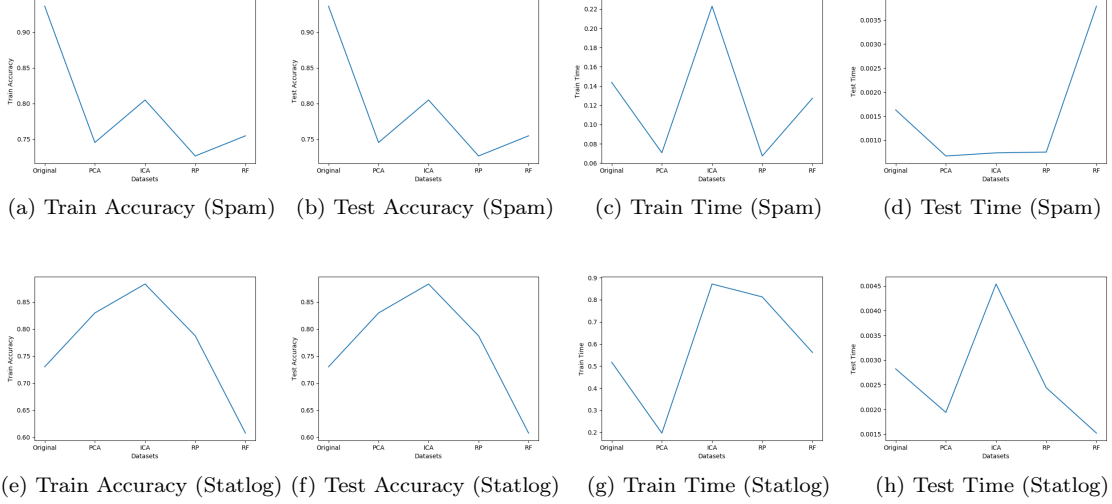 0.90
0.80
0.75
Train Accuracy
Original PCA ICA RP RF
Datasets
(a) Train Accuracy (Spam)
0.90
0.80
0.75
Test Accuracy
Original PCA ICA RP RF
Datasets
(b) Test Accuracy (Spam)
0.22
0.20
0.18
0.16
0.14
0.12
0.10
0.08
0.06
Train Time
Original PCA ICA RP RF
Datasets
(c) Train Time (Spam)
0.0035
0.0030
0.0025
0.0020
0.0015
0.0010
Test Time
Original PCA ICA RP RF
Datasets
(d) Test Time (Spam)
0.85
0.80
0.75
0.70
0.65
0.60
Train Accuracy
Original PCA ICA RP RF
Datasets
(e) Train Accuracy (Statlog)
0.85
0.80
0.75
0.70
0.65
0.60
Test Accuracy
Original PCA ICA RP RF
Datasets
(f) Test Accuracy (Statlog)
0.9
0.8
0.7
0.6
0.5
0.4
0.3
0.2
Train Time
Original PCA ICA RP RF
Datasets
(g) Train Time (Statlog)
0.0045
0.0040
0.0035
0.0030
0.0025
0.0020
0.0015
Test Time
Original PCA ICA RP RF
Datasets
(h) Test Time (Statlog)